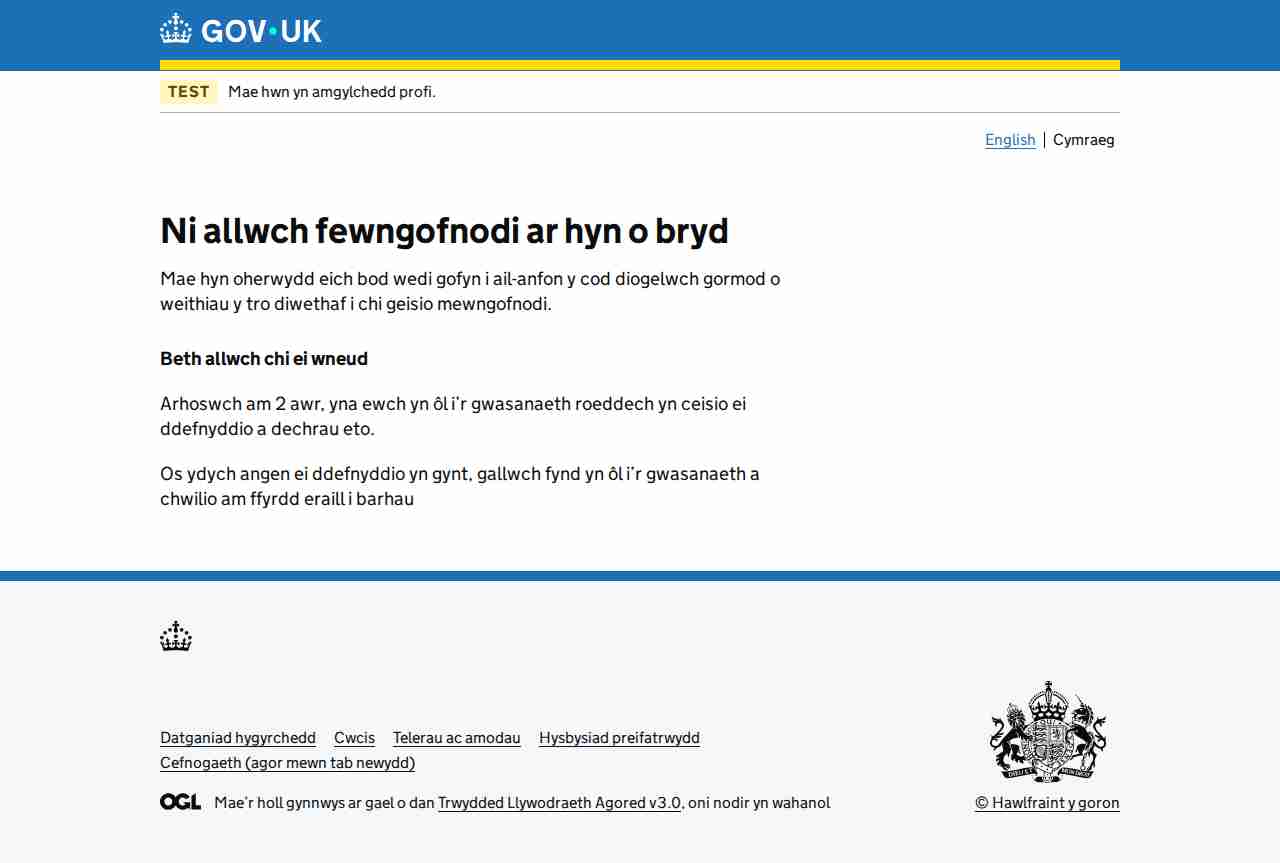 GOV·UK
TEST Mae hwn yn amgylchedd profi.
English | Cymraeg
Ni allwch fewngofnodi ar hyn o bryd
Mae hyn oherwydd eich bod wedi gofyn i ail-anfon y cod diogelwch gormod o
weithiau y tro diwethaf i chi geisio mewngofnodi.
Beth allwch chi ei wneud
Arhoswch am 2 awr, yna ewch yn ôl i’r gwasanaeth roeddech yn ceisio ei
ddefnyddio a dechrau eto.
Os ydych angen ei ddefnyddio yn gynt, gallwch fynd yn ôl i’r gwasanaeth a
chwilio am ffyrdd eraill i barhau
Datganiad hygyrchedd Cwcis Telerau ac amodau Hysbysiad preifatrwydd
Cefnogaeth (agor mewn tab newydd)
OGL Mae’r holl gynnwys ar gael o dan Trwydded Llywodraeth Agored v3.0, oni nodir yn wahanol
© Hawlfraint y goron